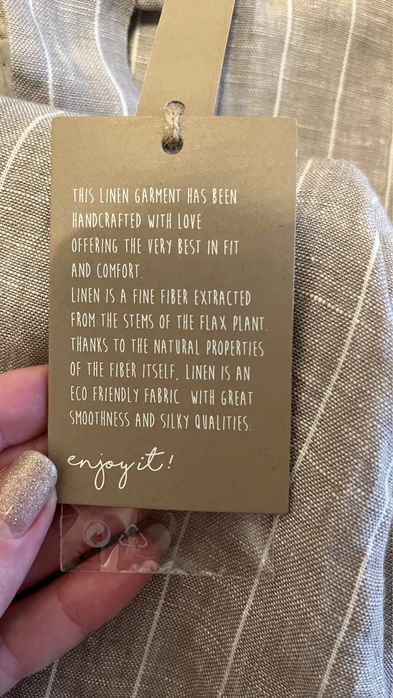 THIS LINEN GARMENT HAS BEEN
HANDCRAFTED WITH LOVE
OFFERING THE VERY BEST IN FIT
AND COMFORT.
LINEN IS A FINE FIBER EXTRACTED
FROM THE STEMS OF THE FLAX PLANT.
THANKS TO THE NATURAL PROPERTIES
OF THE FIBER ITSELF, LINEN IS AN
ECO FRIENDLY FABRIC WITH GREAT
SMOOTHNESS AND SILKY QUALITIES.
enjoy it!